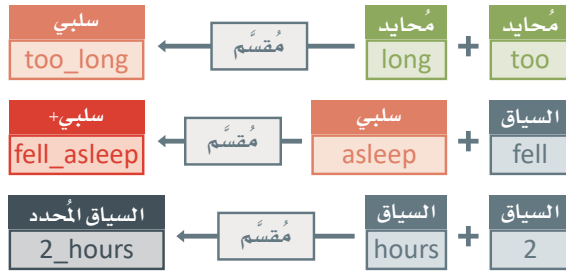 مُحايد
too
+
مُحايد
long
مُقسَّم
سلبي
too_long
السياق
fell
+
سلبي
asleep
مُقسَّم
سلبي+
fell_asleep
السياق
2
+
السياق
hours
مُقسَّم
السياق المُحدد
2_hours